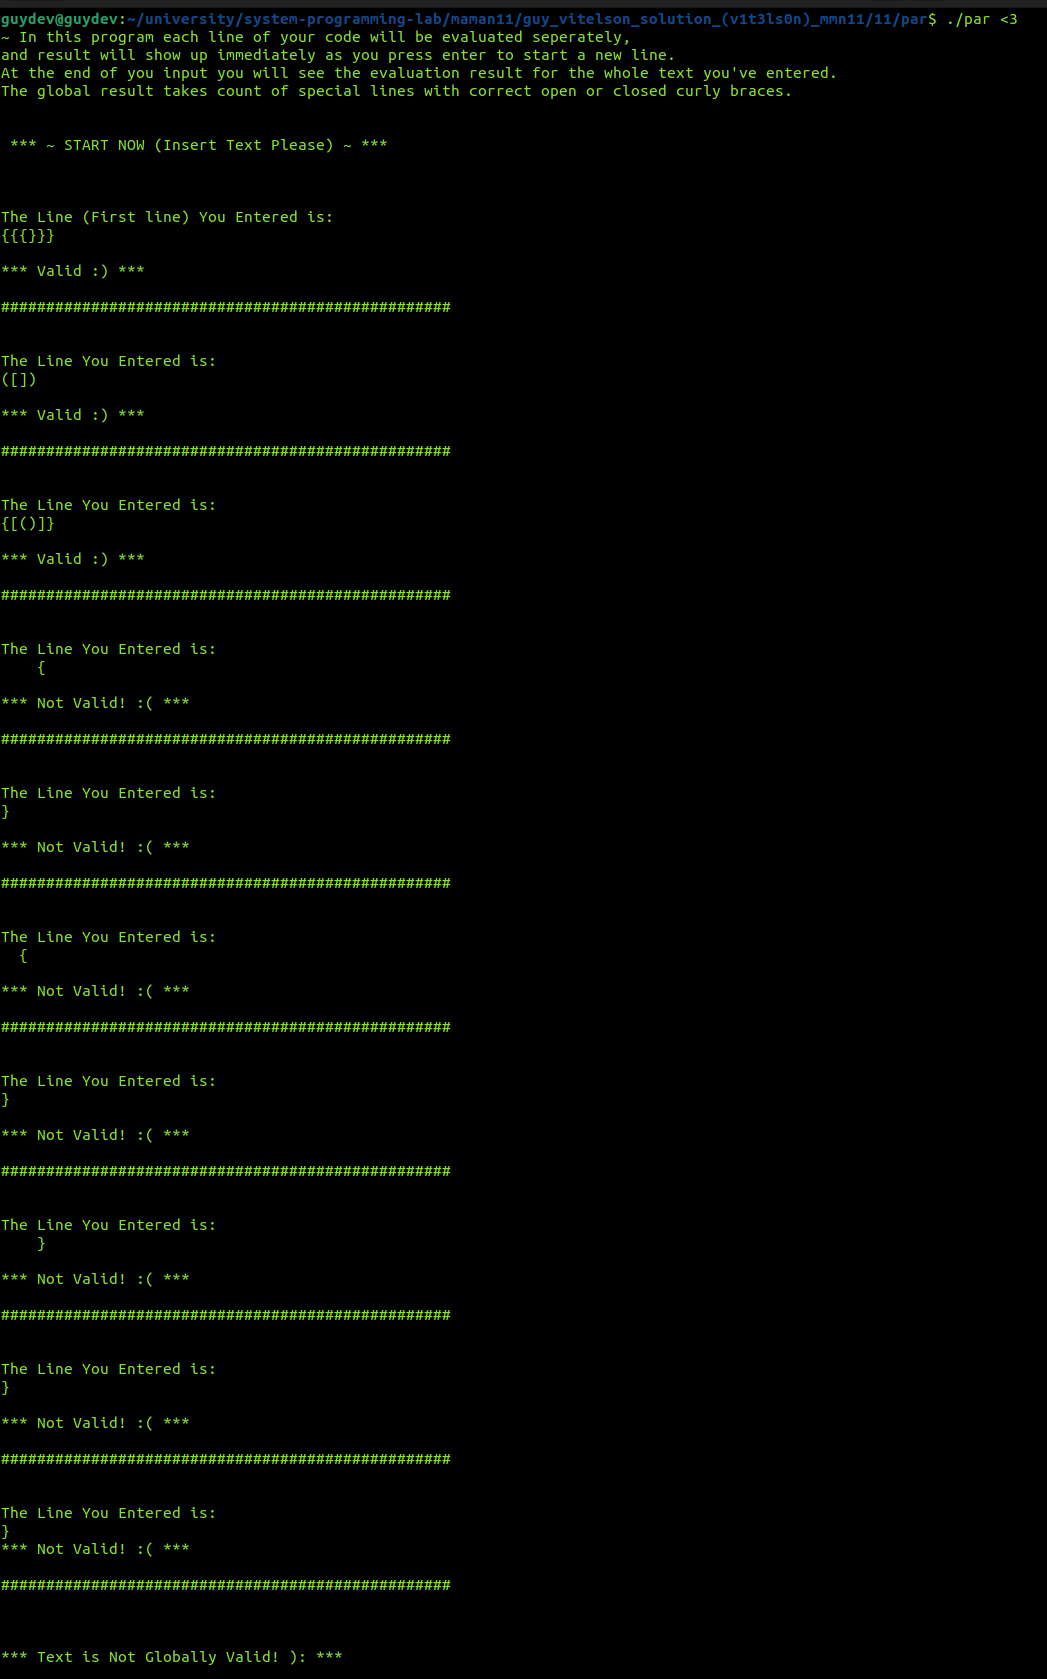 guydev@guydev:~/university/system-programming-lab/maman11/guy_vitelson_solution_(v1t3ls0n)_mmn11/11/par$ ./par <3
~ In this program each line of your code will be evaluated seperately,
and result will show up immediately as you press enter to start a new line.
At the end of you input you will see the evaluation result for the whole text you've entered.
The global result takes count of special lines with correct open or closed curly braces.
*** ~ START NOW (Insert Text Please) ~ ***
The Line (First line) You Entered is:
{{{}}}
*** Valid :) ***
##################################################
The Line You Entered is:
([])
*** Valid :) ***
##################################################
The Line You Entered is:
{[()]}
*** Valid :) ***
##################################################
The Line You Entered is:
{
*** Not Valid! :( ***
##################################################
The Line You Entered is:
}
*** Not Valid! :( ***
##################################################
The Line You Entered is:
{
*** Not Valid! :( ***
##################################################
The Line You Entered is:
}
*** Not Valid! :( ***
##################################################
The Line You Entered is:
}
*** Not Valid! :( ***
##################################################
The Line You Entered is:
}
*** Not Valid! :( ***
##################################################
The Line You Entered is:
}
*** Not Valid! :( ***
##################################################
*** Text is Not Globally Valid! ): ***